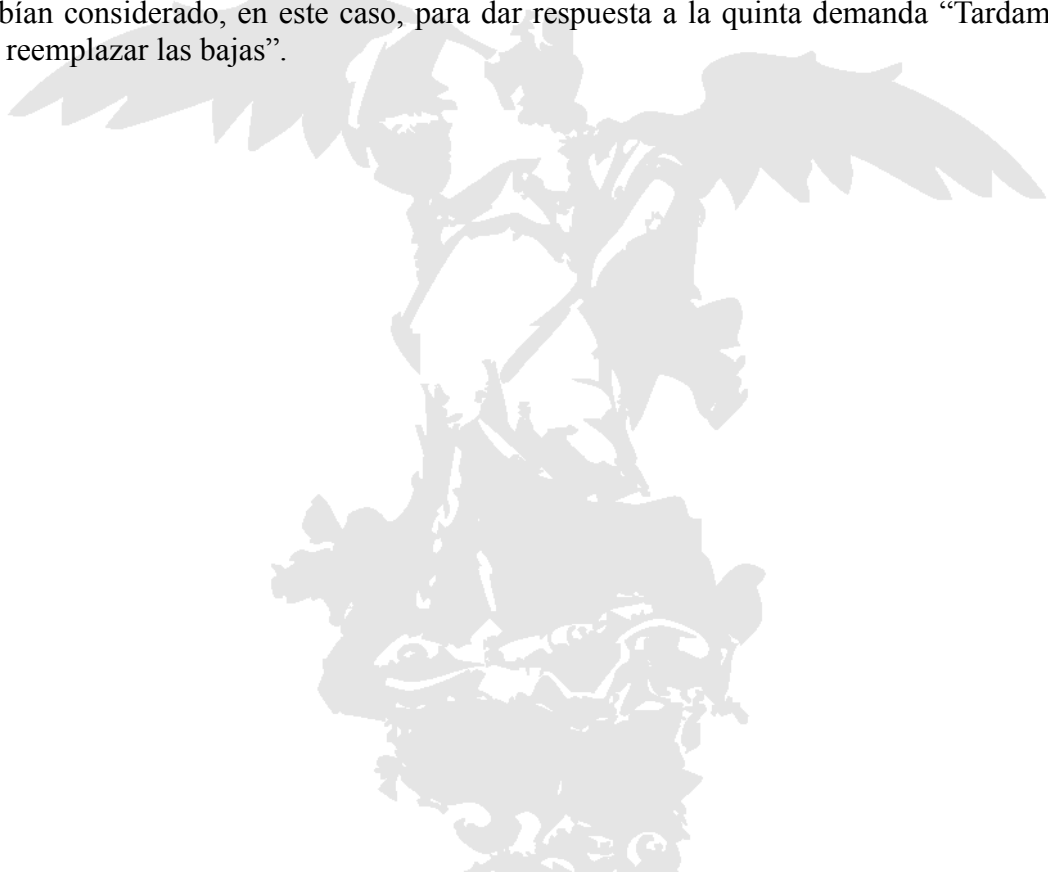 bían considerado, en este caso, para dar respuesta a la quinta demanda “Tardam
reemplazar las bajas”.